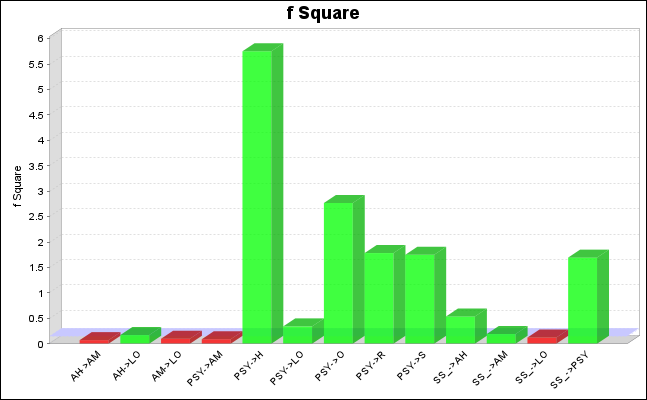 f Square
6
5.5
5
4.5
4
3.5
3
2.5
2
1.5
1
0.5
0
f Square
AH->AM
AH->LO
AM->LO
PSY->AM
PSY->H
PSY->LO
PSY->O
PSY->R
PSY->S
SS_->AH
SS_->AM
SS_->LO
SS_->PSY